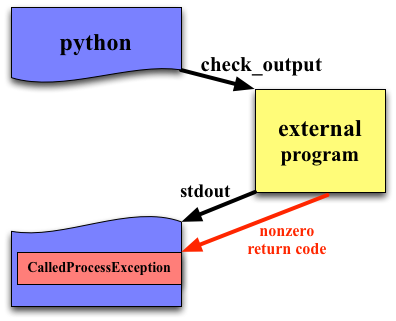 python
check_output
external
program
stdout
nonzero
return code
CalledProcessException